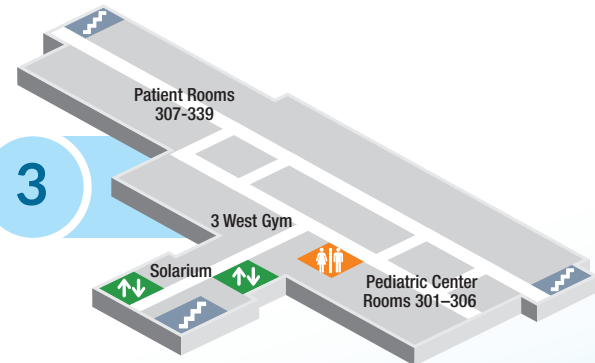 Patient Rooms
307-339
3
3 West Gym
Solarium
Pediatric Center
Rooms 301–306